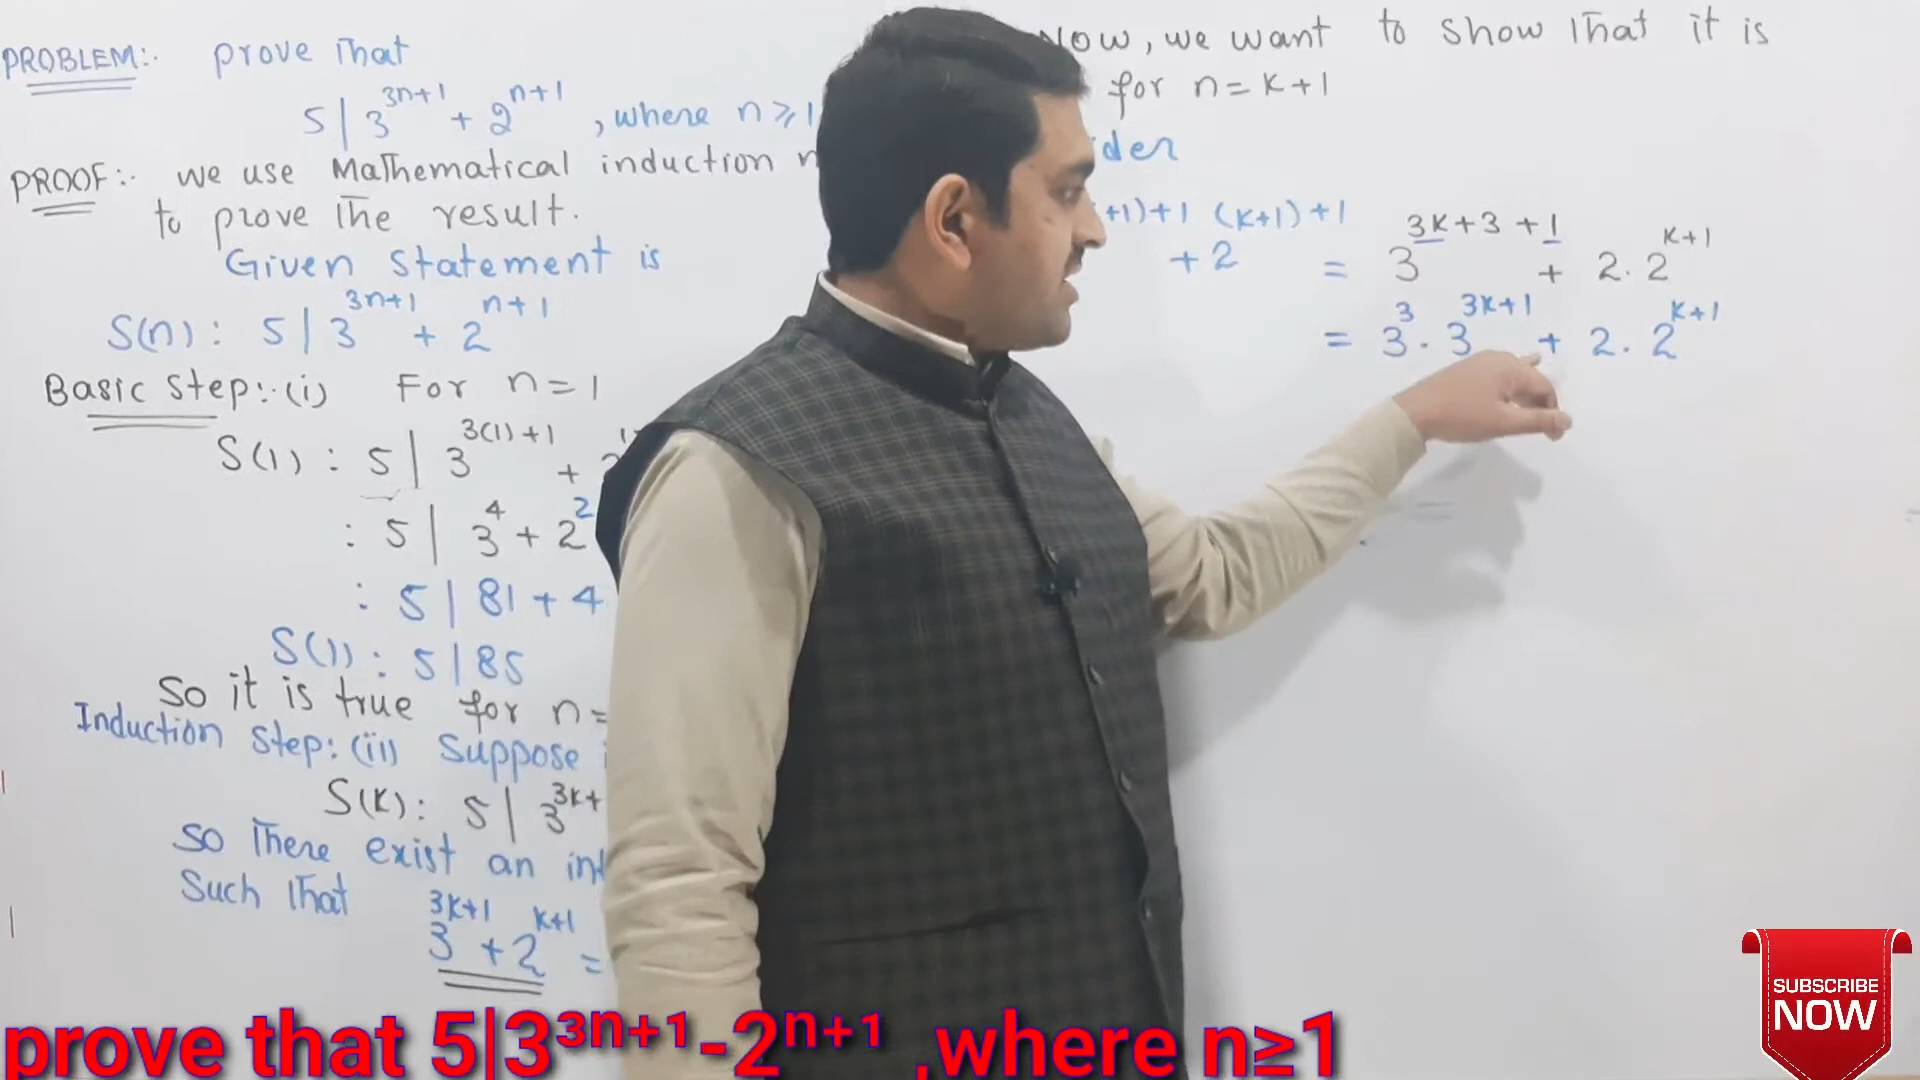 PROBLEM:- prove that
5 | 3^{3n+1} + 2^{n+1} , where n ≥ 1
PROOF:- we use Mathematical induction
to prove the result.
Given statement is
S(n) : 5 | 3^{3n+1} + 2^{n+1}
Basic Step:- (i) For n = 1
S(1) : 5 | 3^{3(1)+1} +
: 5 | 3^4 + 2^2
: 5 | 81 + 4
S(1) : 5 | 85
So it is true for n =
Induction Step: (ii) Suppose
S(K) : 5 | 3^{3K+
So There exist an
Such that
3^{3K+1} + 2^{K+1} =
Now, we want to show that it is
for n = K+1
+1)+1 + 2^{(K+1)+1} = 3^{3K+3+1} + 2 . 2^{K+1}
= 3^3 . 3^{3K+1} + 2 . 2^{K+1}
prove that 5|3³ⁿ⁺¹-2ⁿ⁺¹ ,where n≥1
SUBSCRIBE
NOW